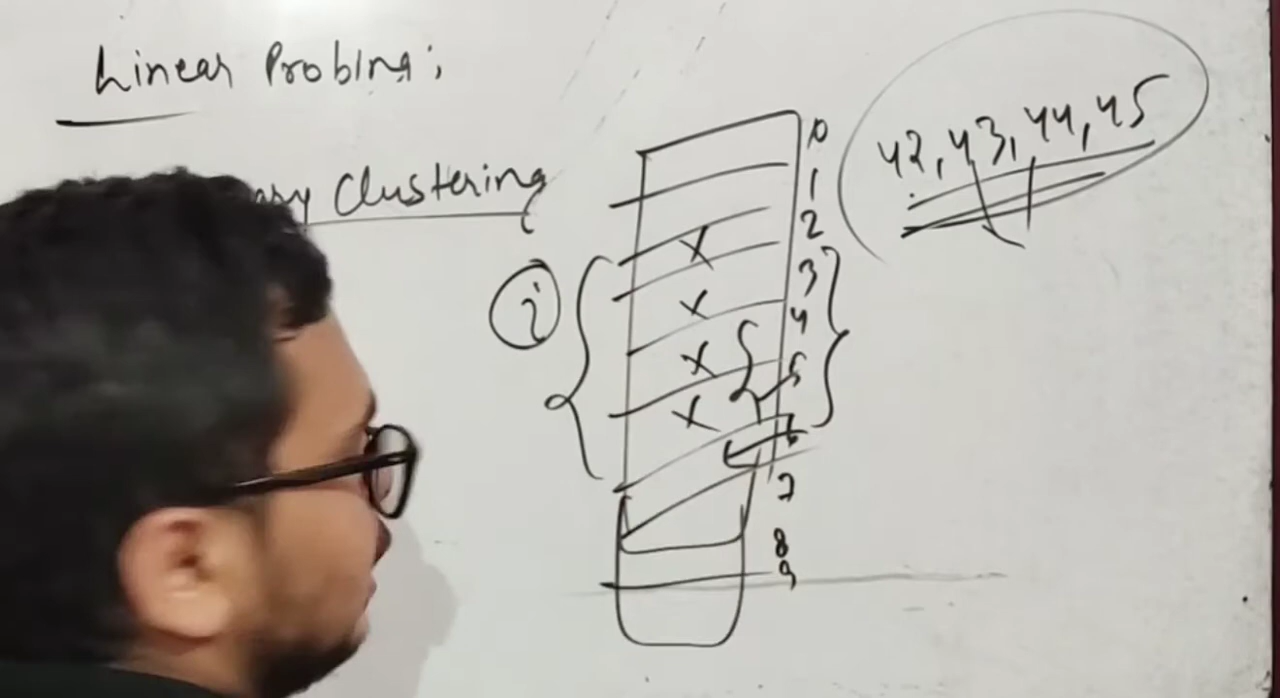 Linear Probing:
Clustering
0
1
2
3
4
5
6
7
8
9
X
X
X
X
i
42, 43, 44, 45